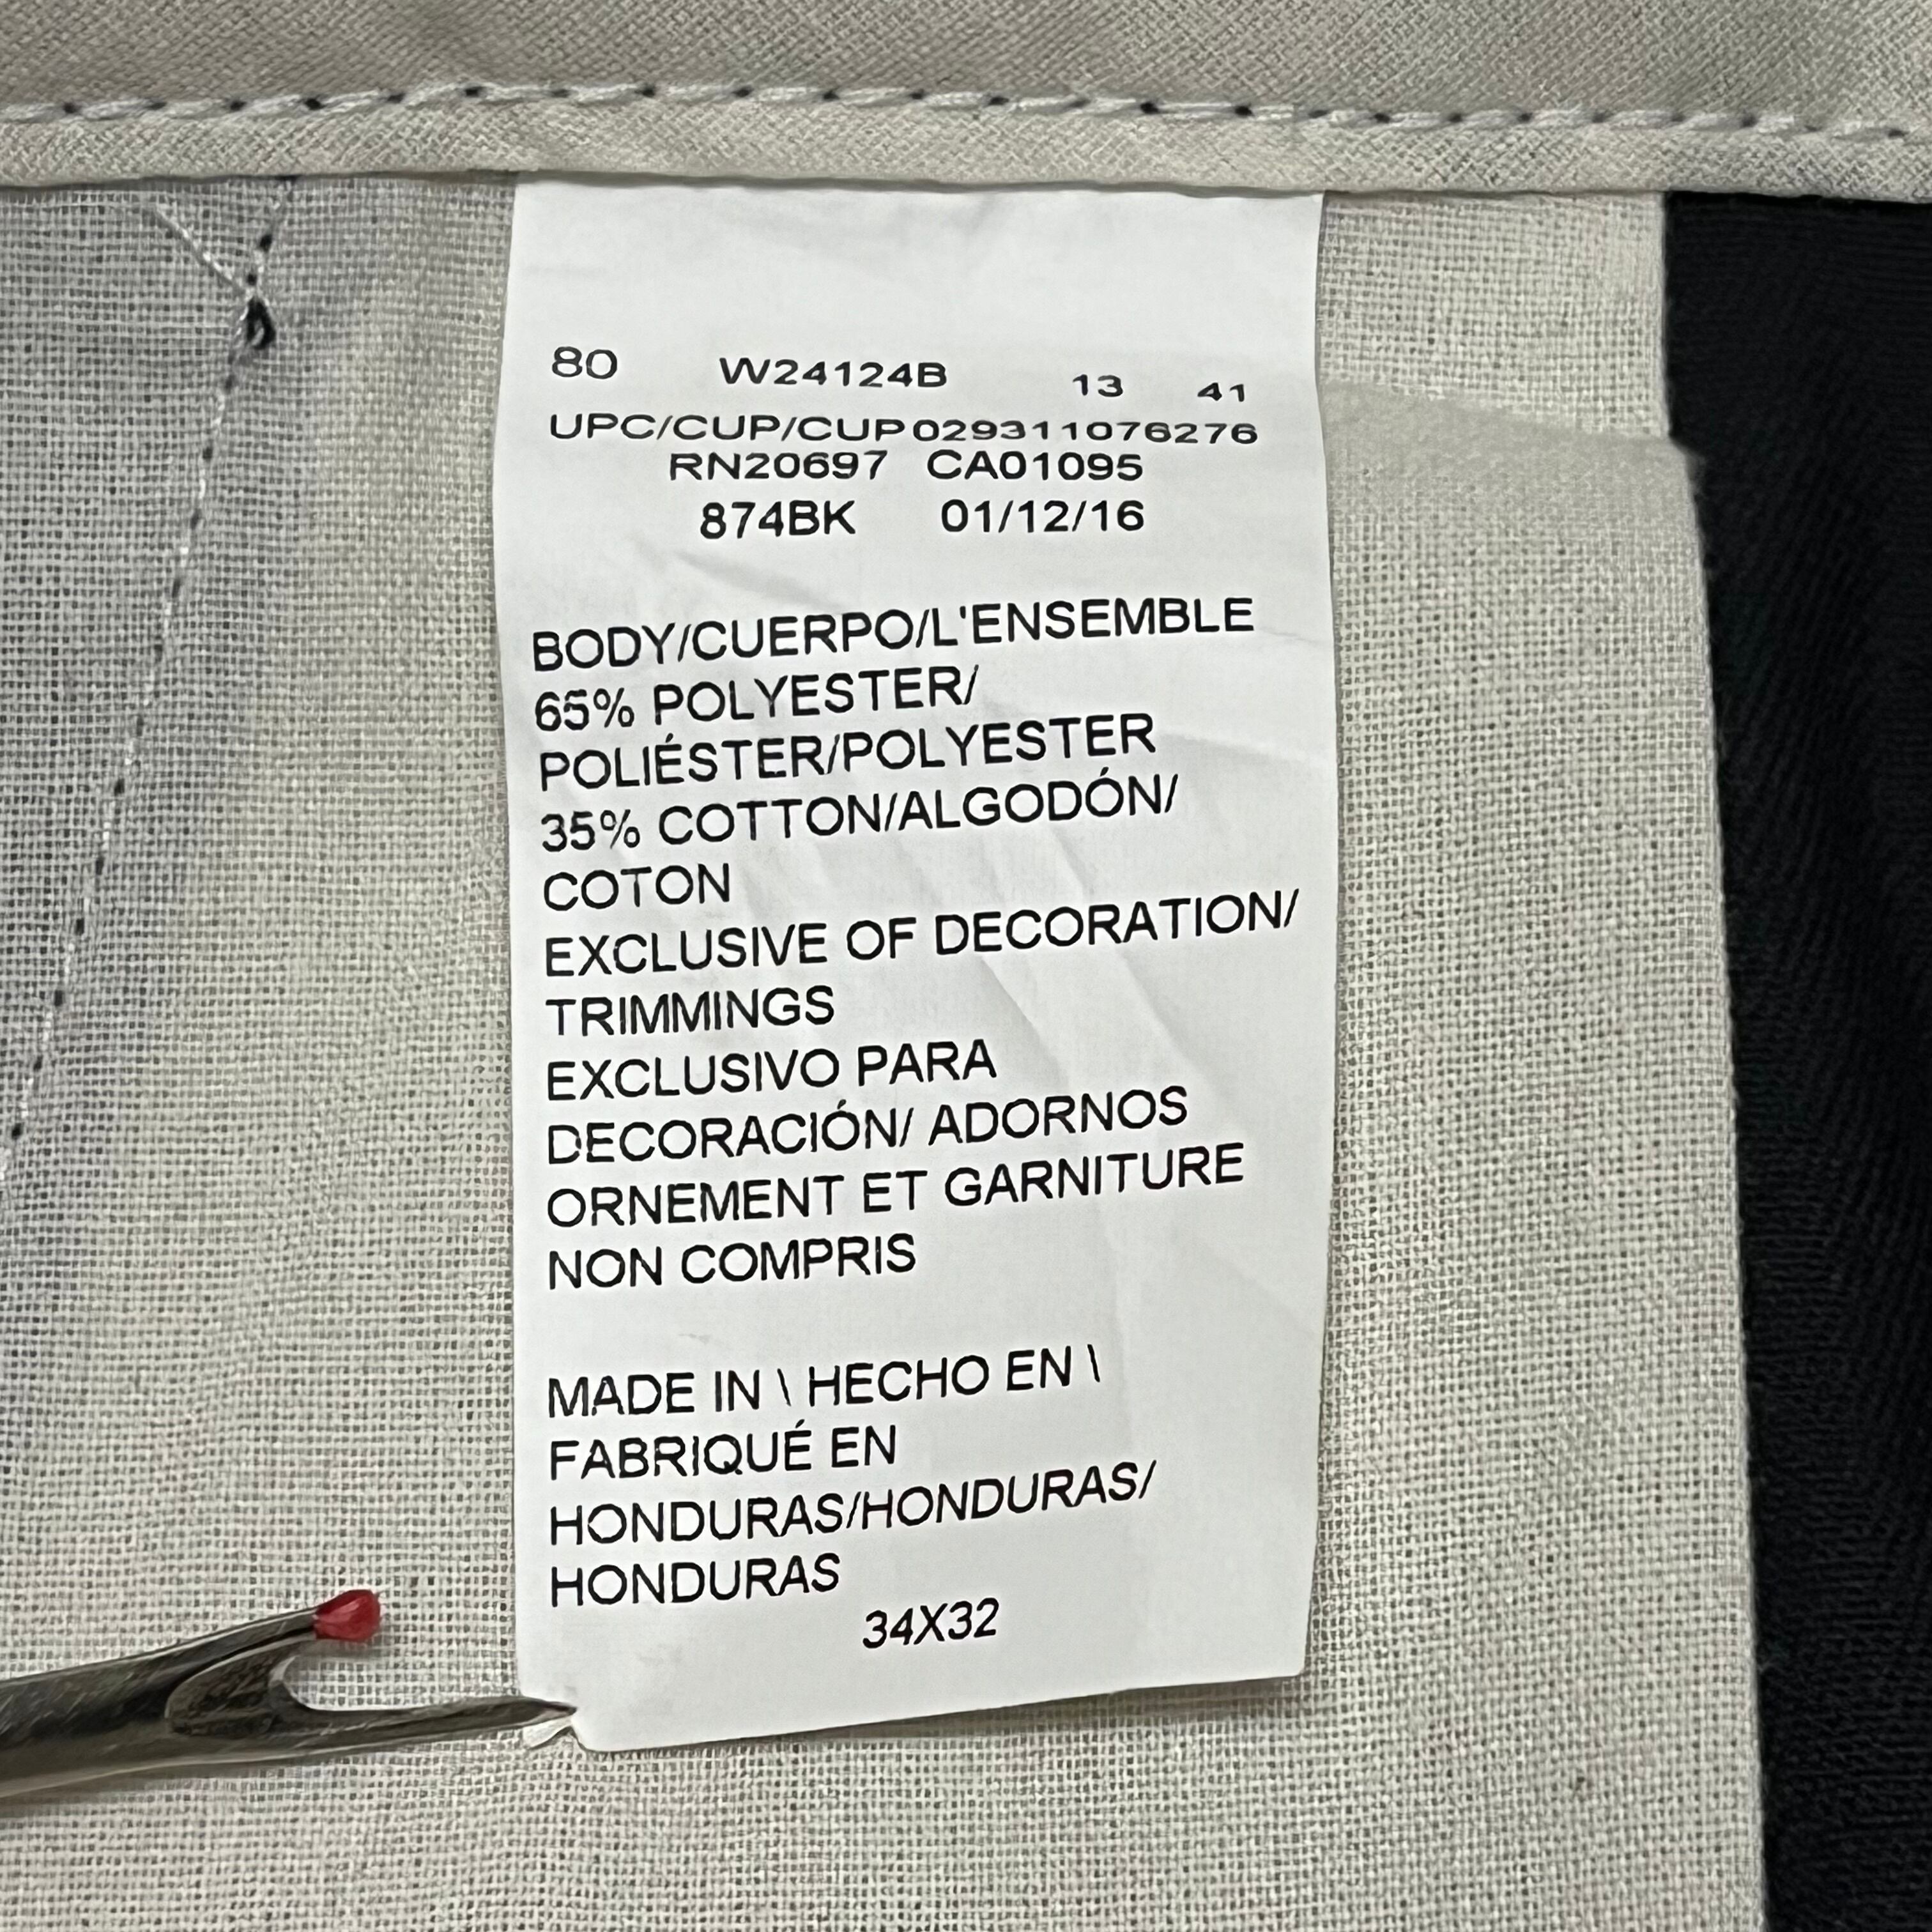 80 W24124B 13 41
UPC/CUP/CUP 029311076276
RN20697 CA01095
874BK 01/12/16
BODY/CUERPO/L'ENSEMBLE
65% POLYESTER/
POLIÉSTER/POLYESTER
35% COTTON/ALGODÓN/
COTON
EXCLUSIVE OF DECORATION/
TRIMMINGS
EXCLUSIVO PARA
DECORACIÓN/ ADORNOS
ORNEMENT ET GARNITURE
NON COMPRIS
MADE IN \ HECHO EN \
FABRIQUÉ EN
HONDURAS/HONDURAS/
HONDURAS
34X32